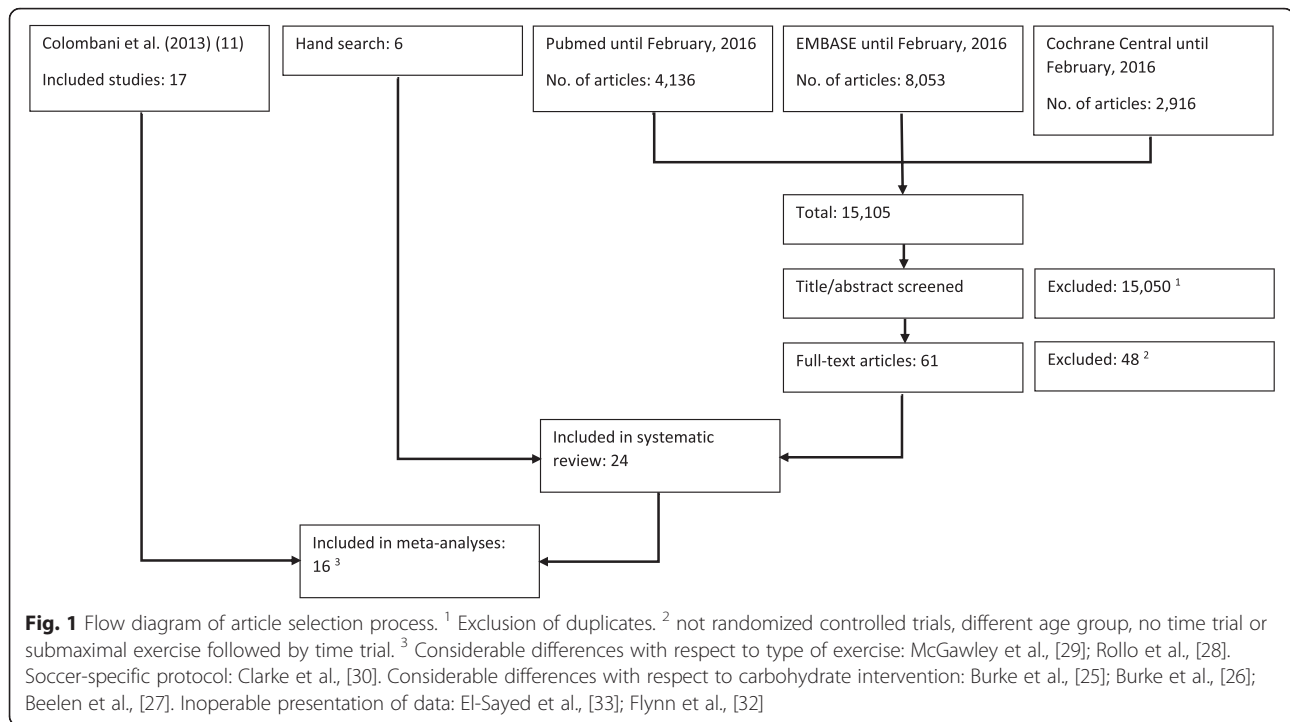 Colombani et al. (2013) (11)
Included studies: 17
Hand search: 6
Pubmed until February, 2016
No. of articles: 4,136
EMBASE until February, 2016
No. of articles: 8,053
Cochrane Central until
February, 2016
No. of articles: 2,916
Total: 15,105
Title/abstract screened
Excluded: 15,050 1
Full-text articles: 61
Excluded: 48 2
Included in systematic
review: 24
Included in meta-analyses:
16 3
Fig. 1 Flow diagram of article selection process. 1 Exclusion of duplicates. 2 not randomized controlled trials, different age group, no time trial or
submaximal exercise followed by time trial. 3 Considerable differences with respect to type of exercise: McGawley et al., [29]; Rollo et al., [28].
Soccer-specific protocol: Clarke et al., [30]. Considerable differences with respect to carbohydrate intervention: Burke et al., [25]; Burke et al., [26];
Beelen et al., [27]. Inoperable presentation of data: El-Sayed et al., [33]; Flynn et al., [32]